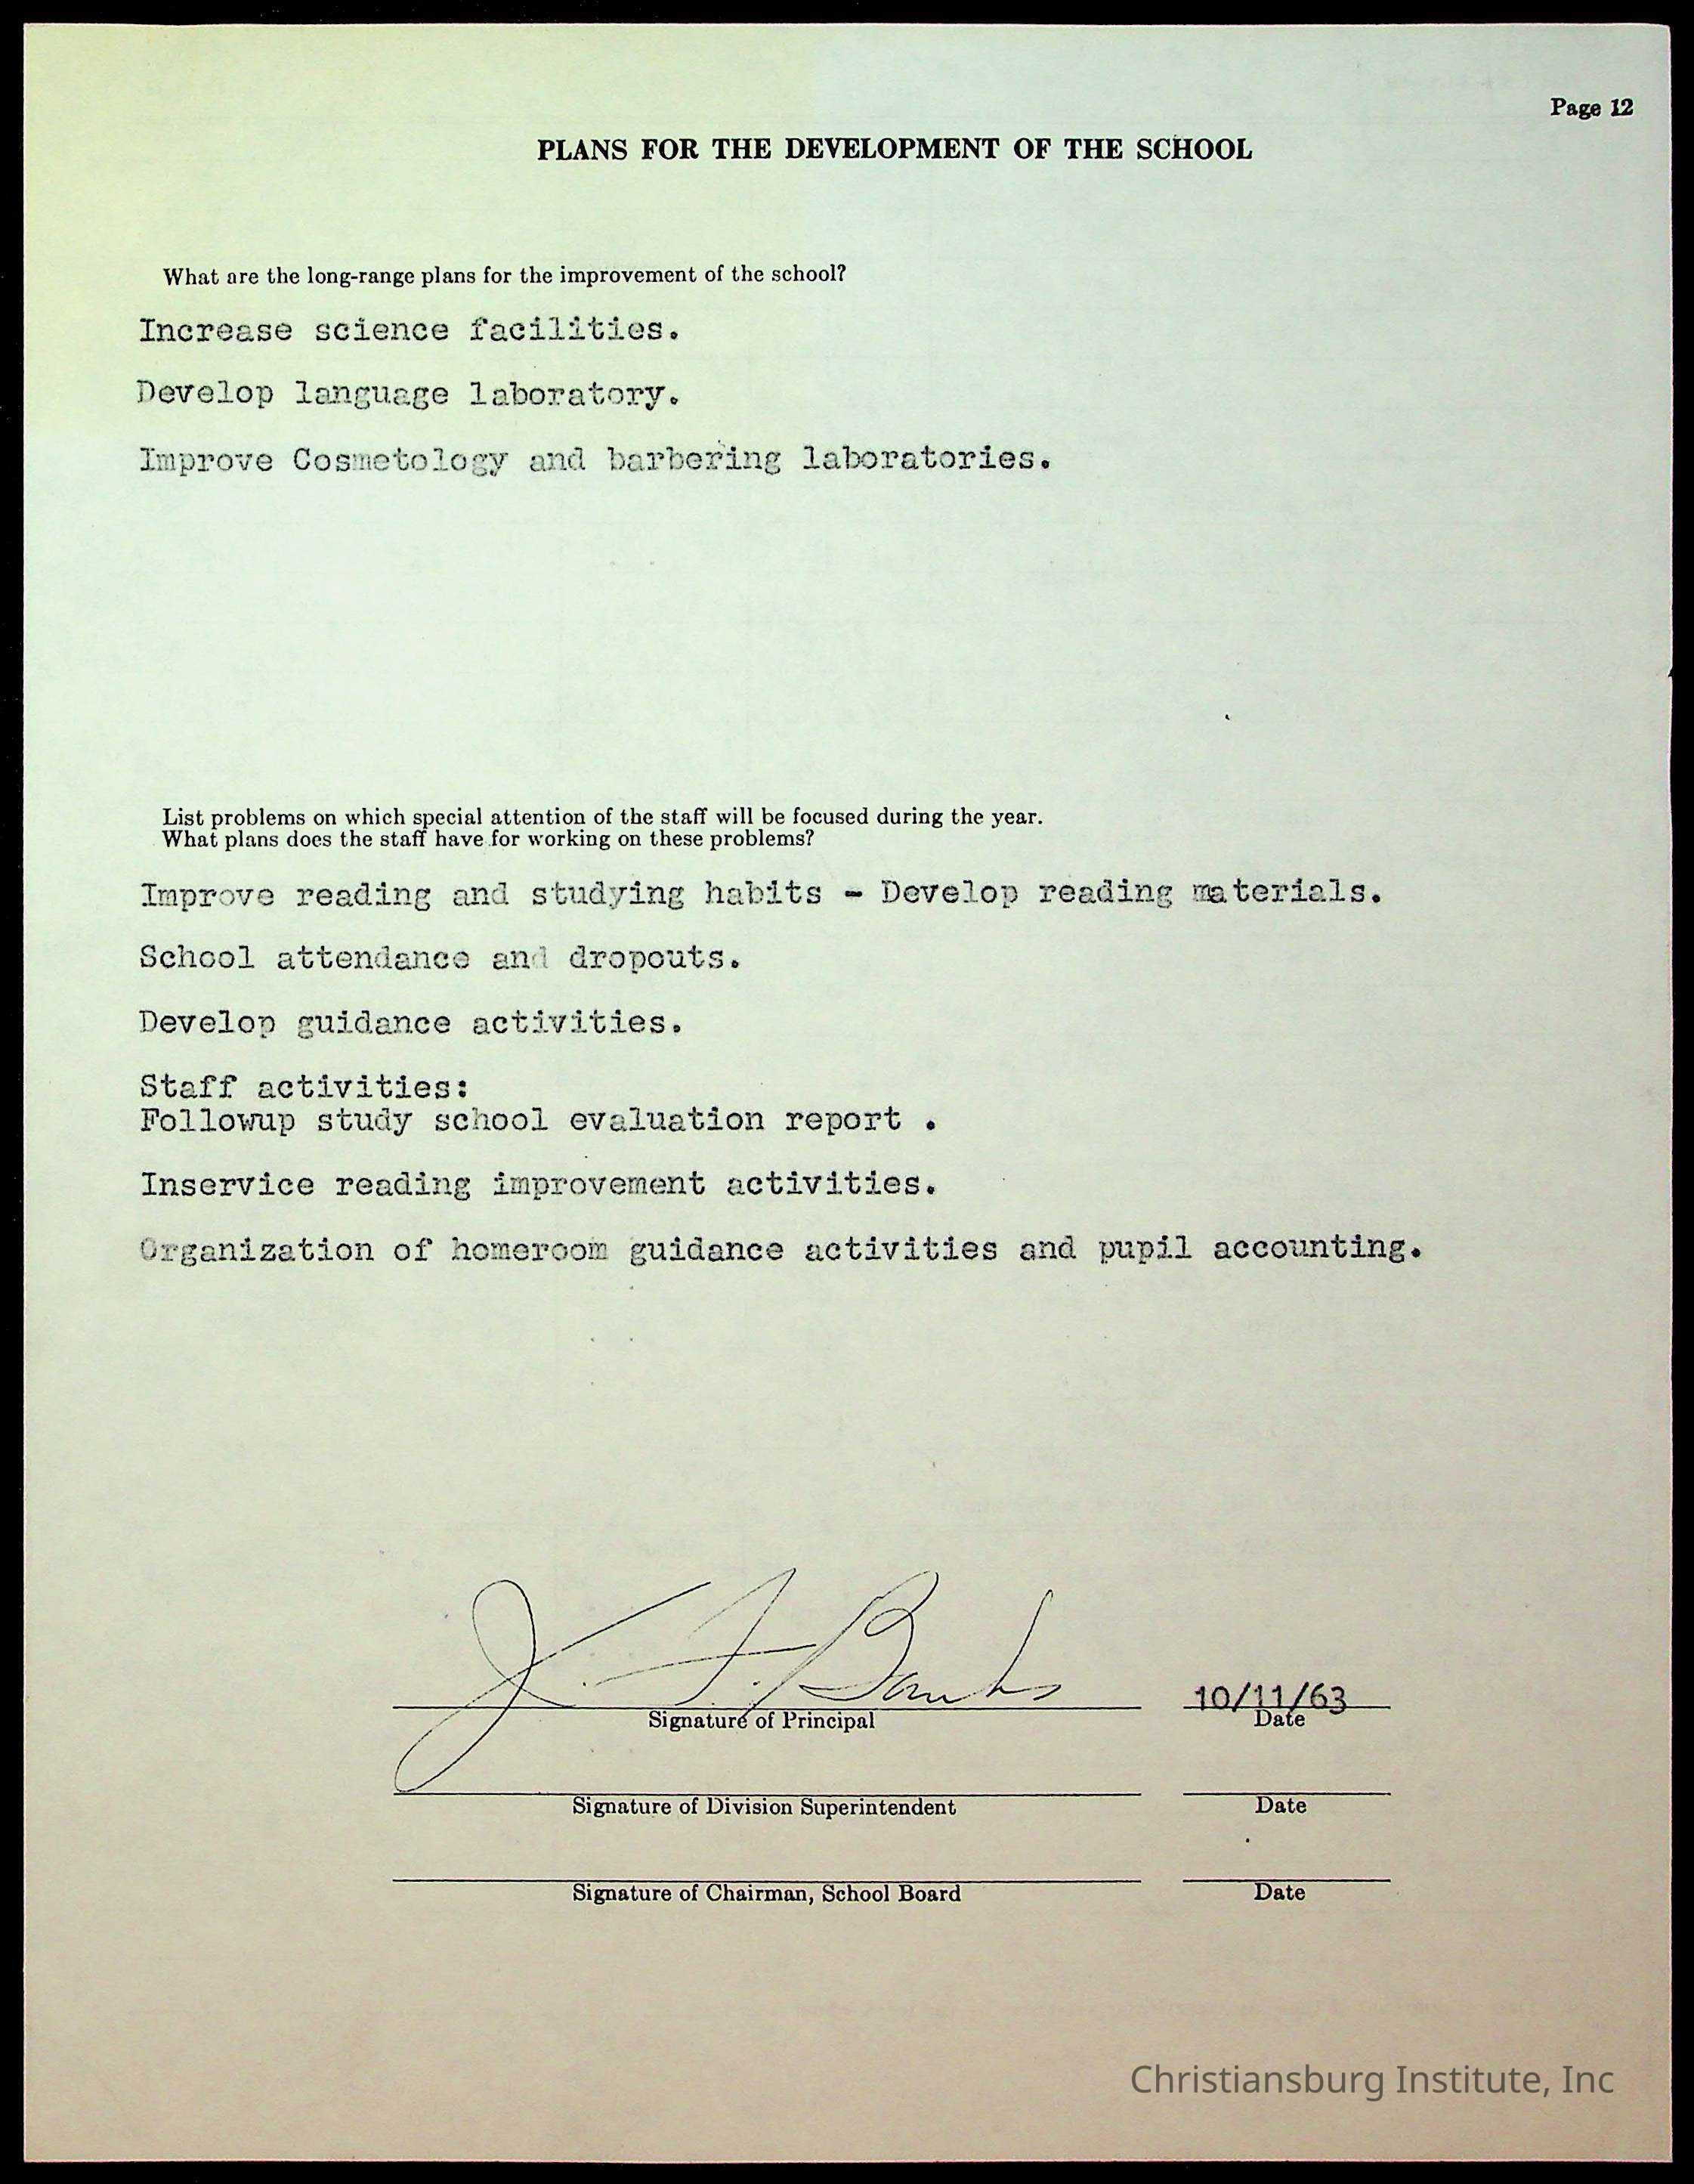 Page 12
PLANS FOR THE DEVELOPMENT OF THE SCHOOL
What are the long-range plans for the improvement of the school?
Increase science facilities.
Develop language laboratory.
Improve Cosmetology and barbering laboratories.
List problems on which special attention of the staff will be focused during the year.
What plans does the staff have for working on these problems?
Improve reading and studying habits - Develop reading materials.
School attendance and dropouts.
Develop guidance activities.
Staff activities:
Followup study school evaluation report .
Inservice reading improvement activities.
Organization of homeroom guidance activities and pupil accounting.
J. F. Banks 10/11/63
Signature of Principal Date
Signature of Division Superintendent Date
Signature of Chairman, School Board Date
Christiansburg Institute, Inc